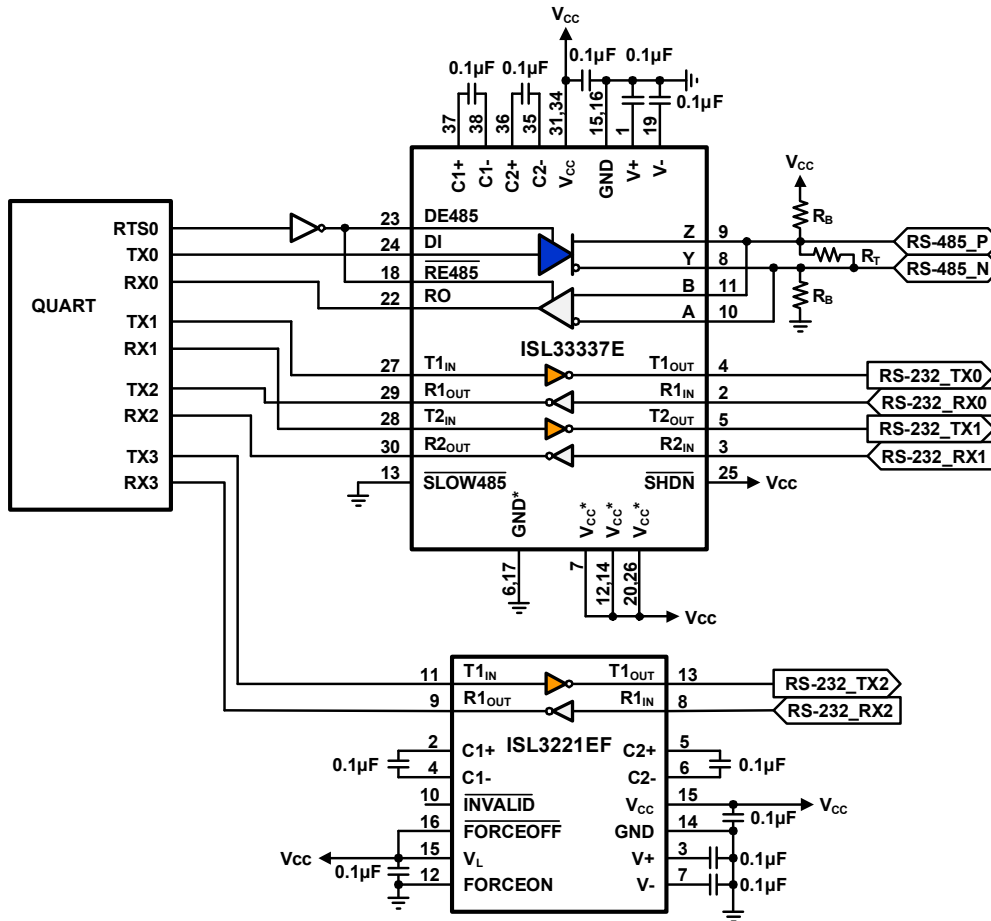 VCC
0.1µF 0.1µF
0.1µF 0.1µF
0.1µF
37 38 36 35 31,34 15,16 1 19
C1+ C1- C2+ C2- VCC GND V+ V-
VCC
RB
RT
RB
QUART
RTS0
TX0
RX0
TX1
RX1
TX2
RX2
TX3
RX3
23 DE485
24 DI
18 RE485
22 RO
Z 9
Y 8
B 11
A 10
RS-485_P
RS-485_N
ISL33337E
27 T1IN T1OUT 4 RS-232_TX0
29 R1OUT R1IN 2 RS-232_RX0
28 T2IN T2OUT 5 RS-232_TX1
30 R2OUT R2IN 3 RS-232_RX1
13 SLOW485 SHDN 25 Vcc
GND* VCC* VCC* VCC*
6,17 7 12,14 20,26
Vcc
11 T1IN T1OUT 13 RS-232_TX2
9 R1OUT R1IN 8 RS-232_RX2
ISL3221EF
2 C1+ C2+ 5
0.1µF 0.1µF
4 C1- C2- 6
10 INVALID VCC 15 VCC
0.1µF
16 FORCEOFF GND 14
Vcc 15 VL V+ 3 0.1µF
0.1µF
12 FORCEON V- 7 0.1µF